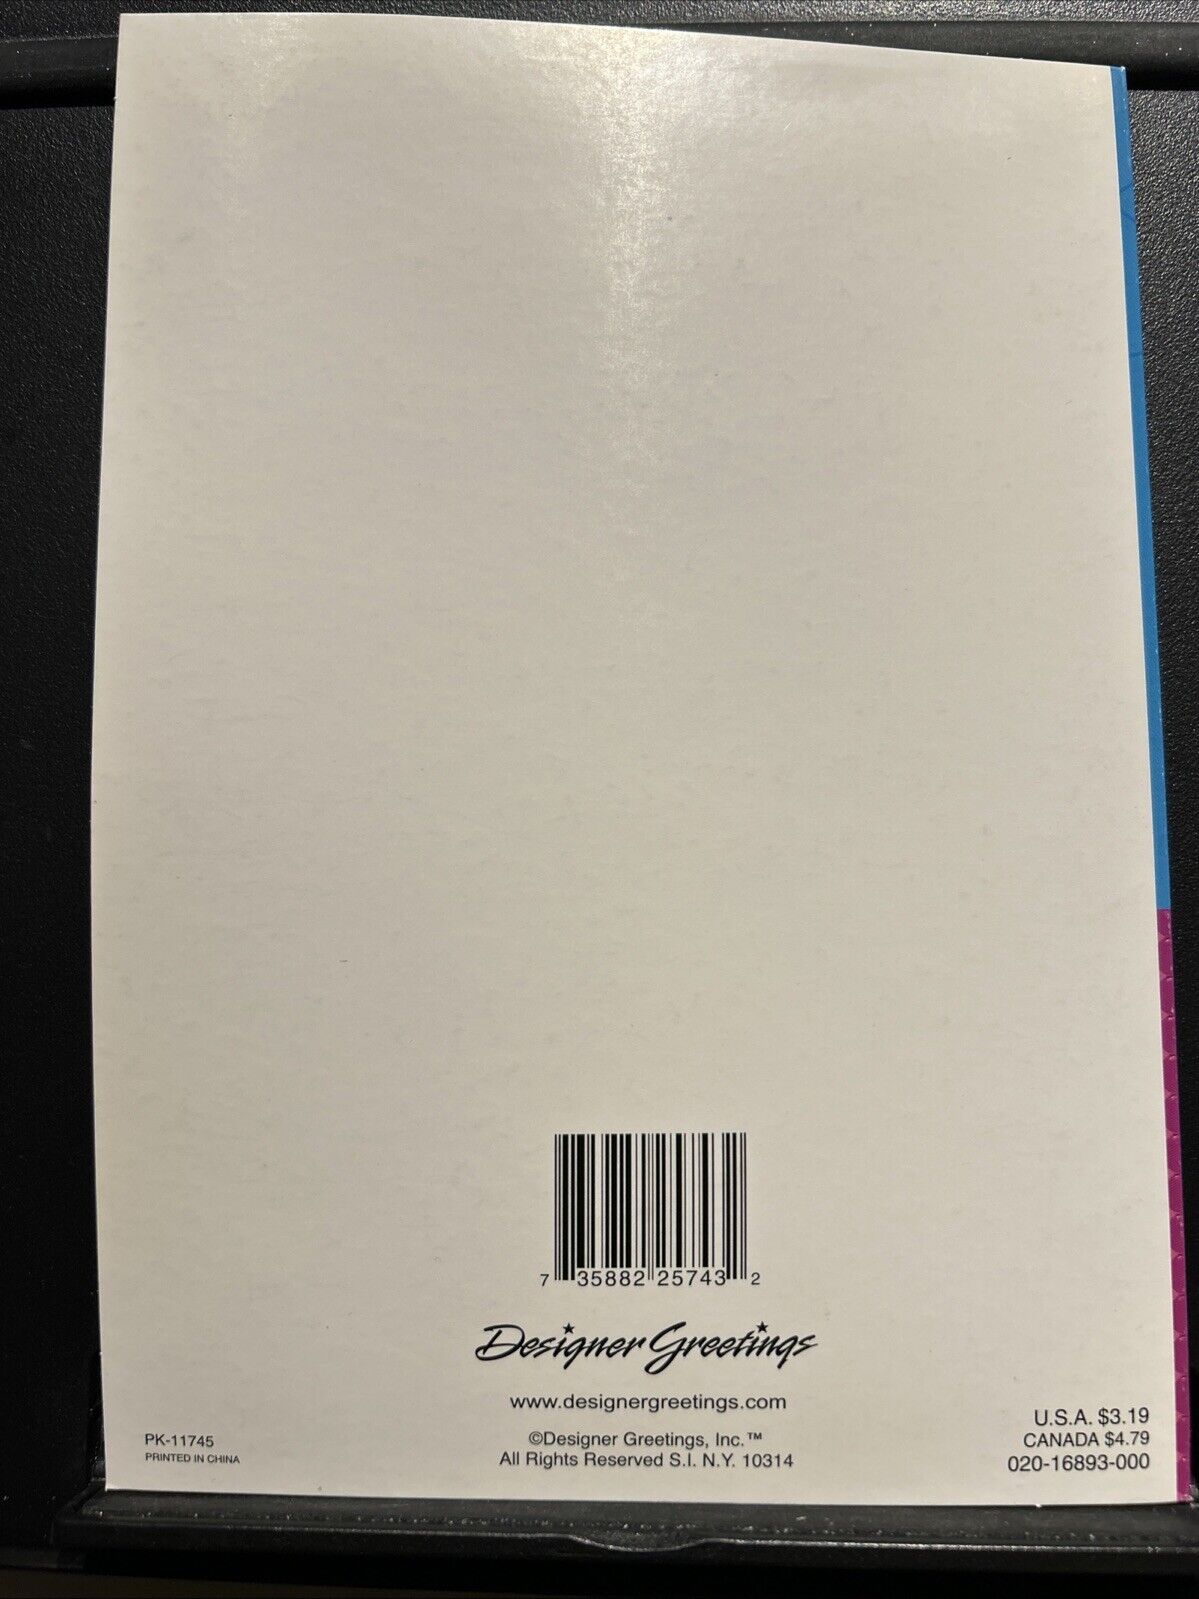 7 35882 25743 2
Designer Greetings
www.designergreetings.com
©Designer Greetings, Inc.™
All Rights Reserved S.I. N.Y. 10314
PK-11745
PRINTED IN CHINA
U.S.A. $3.19
CANADA $4.79
020-16893-000